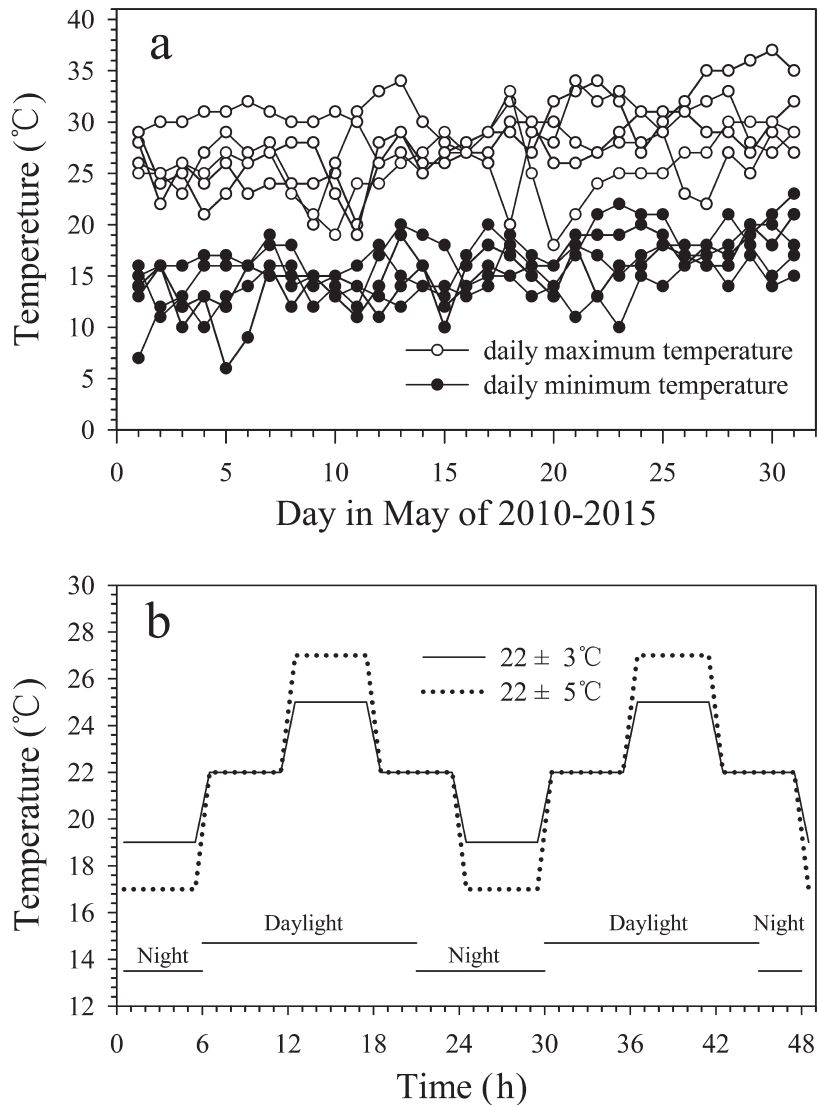 a
40
35
30
25
20
15
10
5
0
Tempereture (℃)
daily maximum temperature
daily minimum temperature
0 5 10 15 20 25 30
Day in May of 2010-2015
b
30
28
26
24
22
20
18
16
14
12
Temperature (℃)
22 ± 3℃
22 ± 5℃
Daylight Daylight Night
Night Night
0 6 12 18 24 30 36 42 48
Time (h)